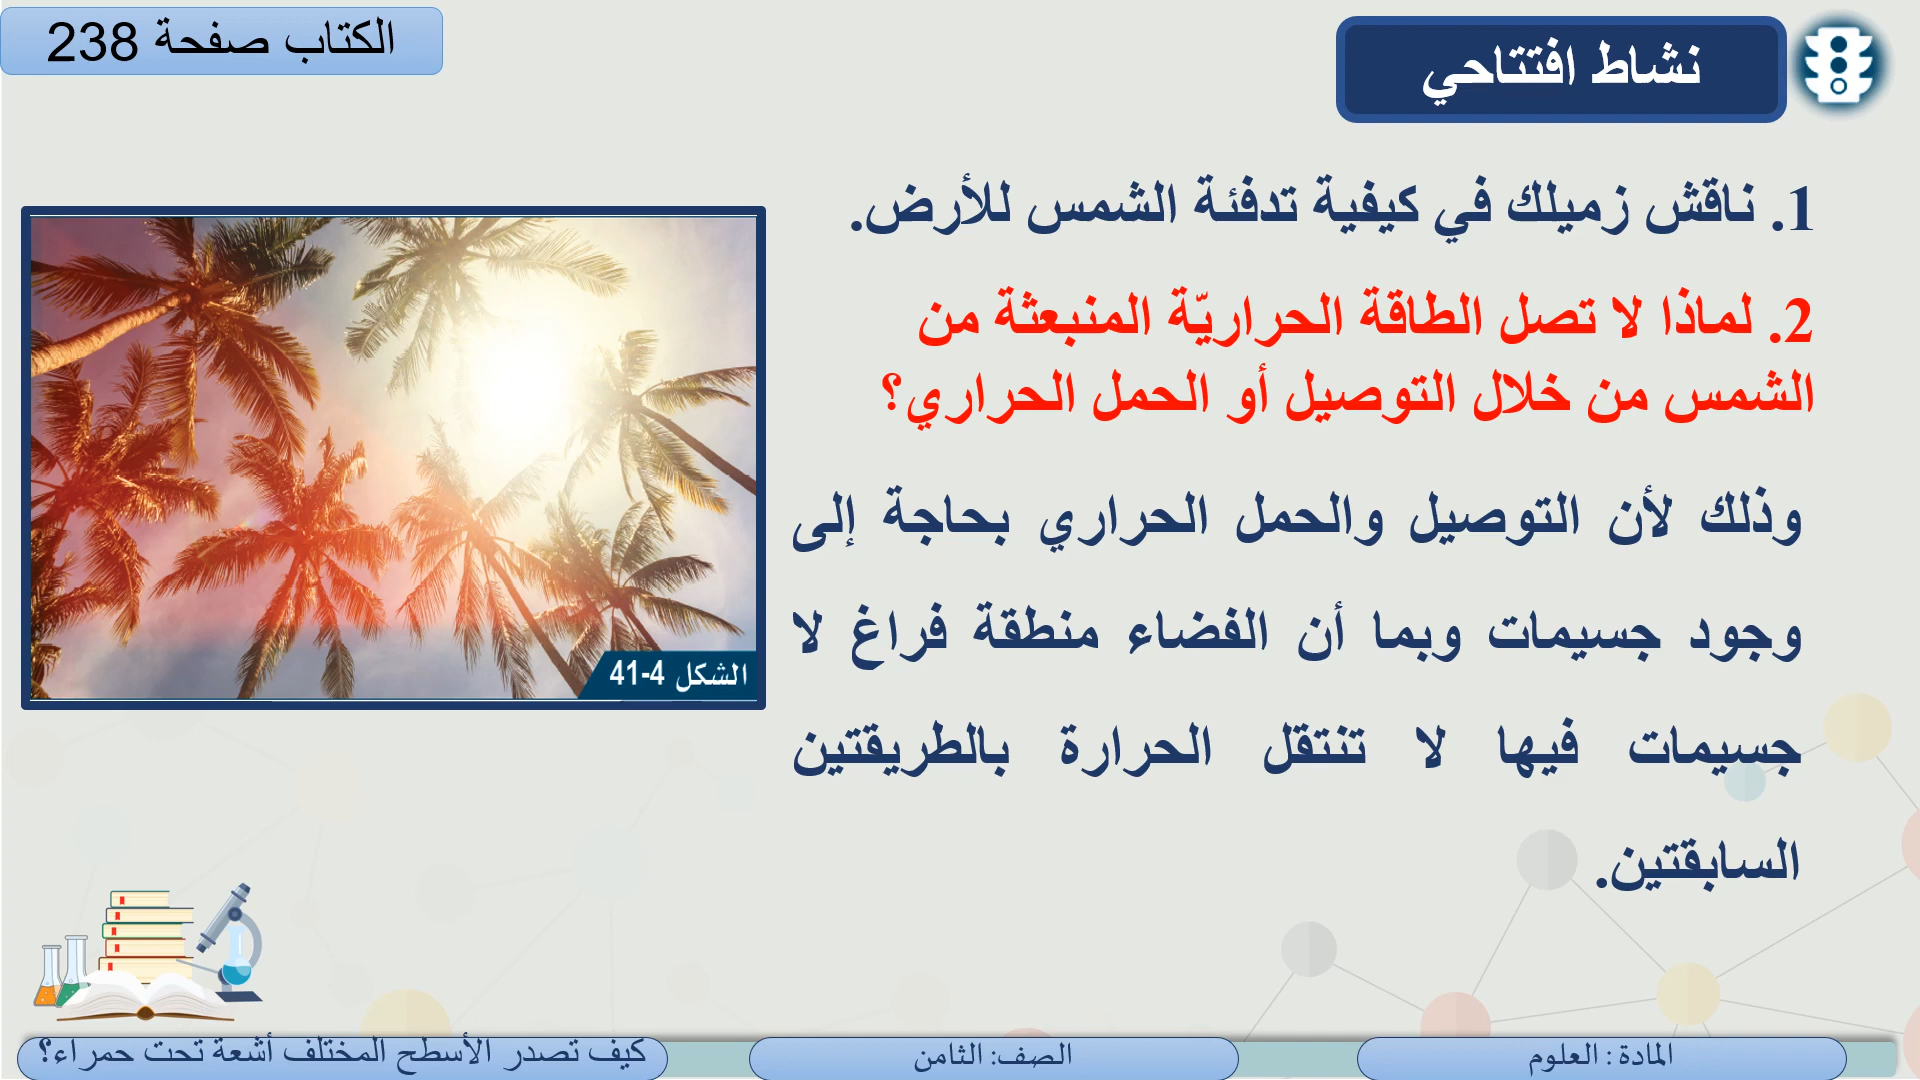 الكتاب صفحة 238
نشاط افتتاحي
1. ناقش زميلك في كيفية تدفئة الشمس للأرض.
2. لماذا لا تصل الطاقة الحراريّة المنبعثة من
الشمس من خلال التوصيل أو الحمل الحراري؟
وذلك لأن التوصيل والحمل الحراري بحاجة إلى
وجود جسيمات وبما أن الفضاء منطقة فراغ لا
جسيمات فيها لا تنتقل الحرارة بالطريقتين
السابقتين.
الشكل 4-41
المادة : العلوم
الصف: الثامن
كيف تصدر الأسطح المختلف أشعة تحت حمراء؟